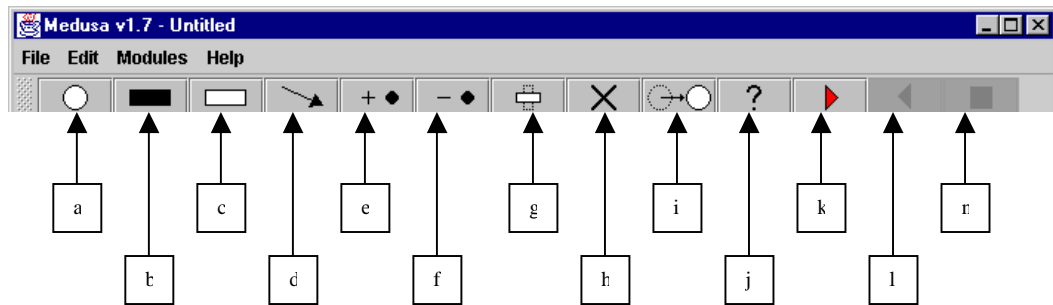 Medusa v1.7 - Untitled
File Edit Modules Help
+ - ?
a c e g i k n
b d f h j l